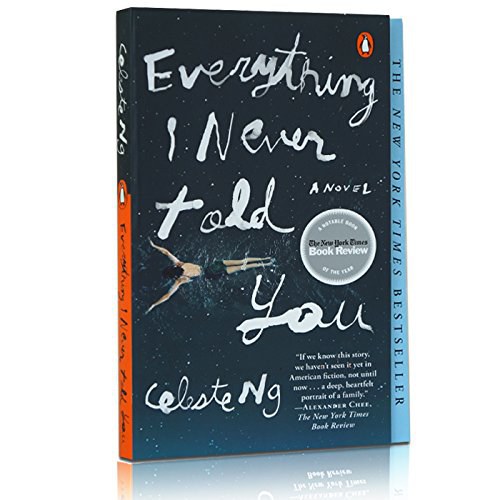 Celeste Ng
Everything I Never told You
Everything
I Never
told
A NOVEL
You
A NOTABLE BOOK
The New York Times
Book Review
OF THE YEAR
"If we know this story,
we haven't seen it yet in
American fiction, not until
now . . . a deep, heartfelt
portrait of a family."
—ALEXANDER CHEE,
The New York Times
Book Review
Celeste Ng
THE NEW YORK TIMES BESTSELLER